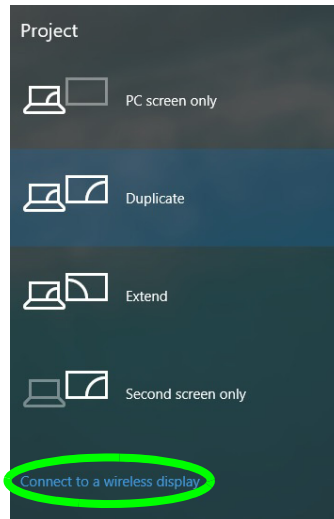 Project
PC screen only
Duplicate
Extend
Second screen only
Connect to a wireless display